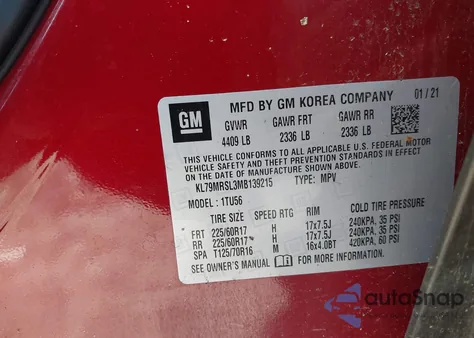 GM
MFD BY GM KOREA COMPANY 01/21
GVWR GAWR FRT GAWR RR
4409 LB 2336 LB 2336 LB
THIS VEHICLE CONFORMS TO ALL APPLICABLE U.S. FEDERAL MOTOR
VEHICLE SAFETY, BUMPER, AND THEFT PREVENTION STANDARDS IN
EFFECT ON THE DATE OF MANUFACTURE SHOWN ABOVE.
KL79MRSL3MB139215 TYPE: MPV
MODEL: 1TU56
TIRE SIZE SPEED RTG RIM COLD TIRE PRESSURE
FRT 225/60R17 H 17x7.5J 240KPA, 35 PSI
RR 225/60R17 H 17x7.5J 240KPA, 35 PSI
SPA T125/70R16 M 16x4.0BT 420KPA, 60 PSI
SEE OWNER'S MANUAL FOR MORE INFORMATION
autoSnap